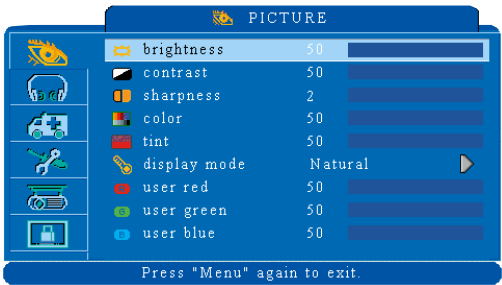 PICTURE
brightness 50
contrast 50
sharpness 2
color 50
tint 50
display mode Natural
user red 50
user green 50
user blue 50
Press "Menu" again to exit.